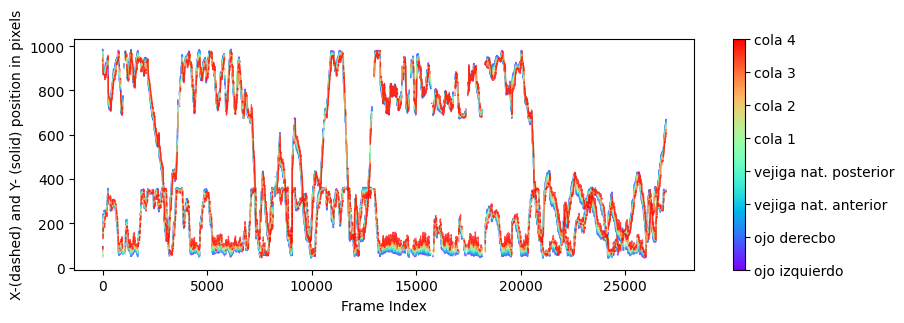 X-(dashed) and Y- (solid) position in pixels
1000
800
600
400
200
0
0 5000 10000 15000 20000 25000
Frame Index
cola 4
cola 3
cola 2
cola 1
vejiga nat. posterior
vejiga nat. anterior
ojo derecbo
ojo izquierdo